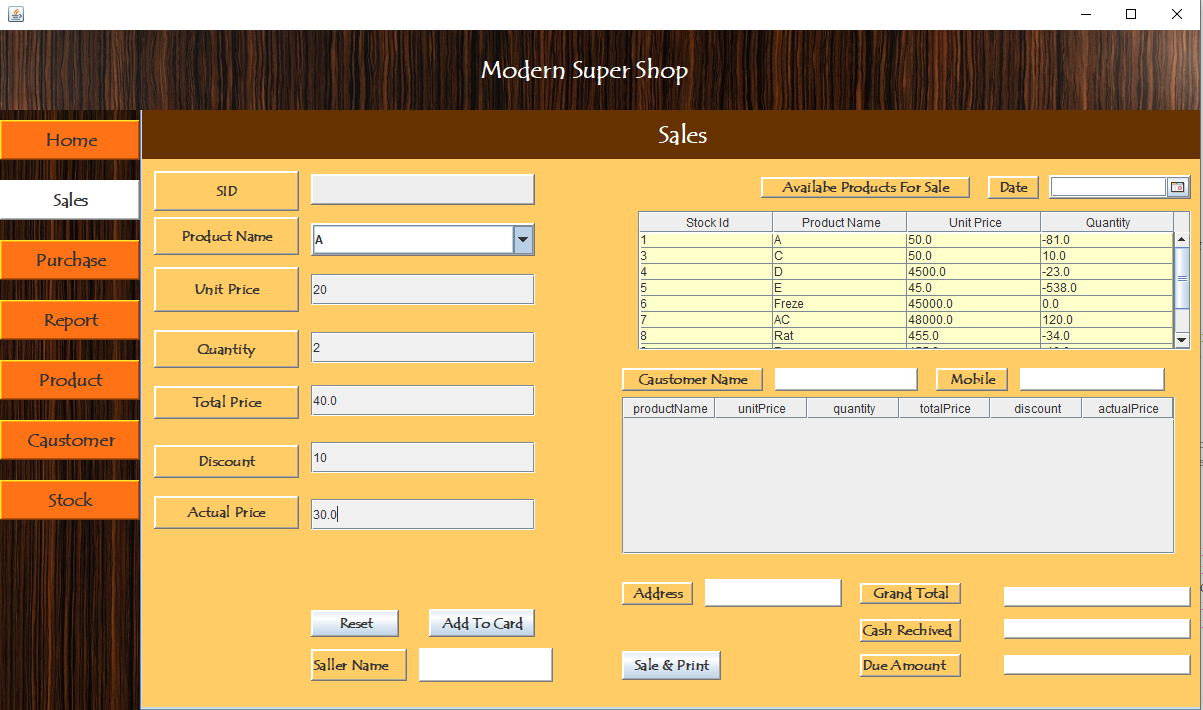 Modern Super Shop
Home
Sales
Purchase
Report
Product
Caustomer
Stock
Sales
SID
Product Name A
Unit Price 20
Quantity 2
Total Price 40.0
Discount 10
Actual Price 30.0
Reset Add To Card
Saller Name
Availabe Products For Sale Date
Stock Id Product Name Unit Price Quantity
1 A 50.0 -81.0
3 C 50.0 10.0
4 D 4500.0 -23.0
5 E 45.0 -538.0
6 Freze 45000.0 0.0
7 AC 48000.0 120.0
8 Rat 455.0 -34.0
Caustomer Name Mobile
productName unitPrice quantity totalPrice discount actualPrice
Address Grand Total
Cash Rechived
Sale & Print Due Amount